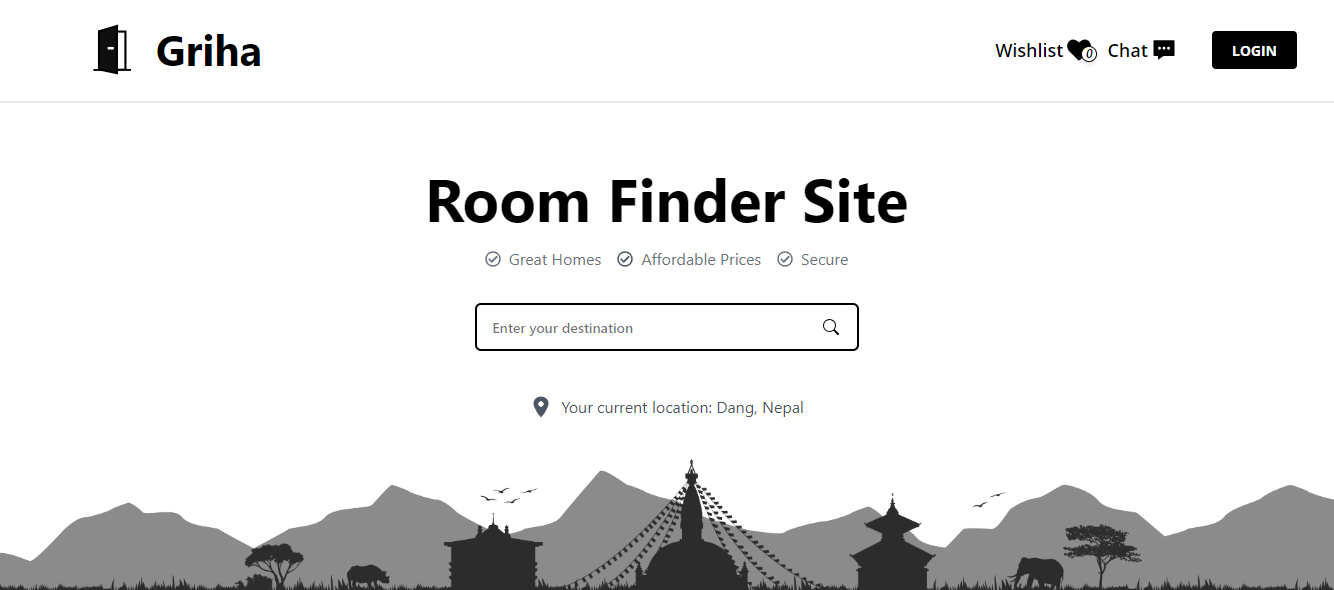 Griha
Wishlist 0 Chat LOGIN
Room Finder Site
Great Homes Affordable Prices Secure
Enter your destination
Your current location: Dang, Nepal